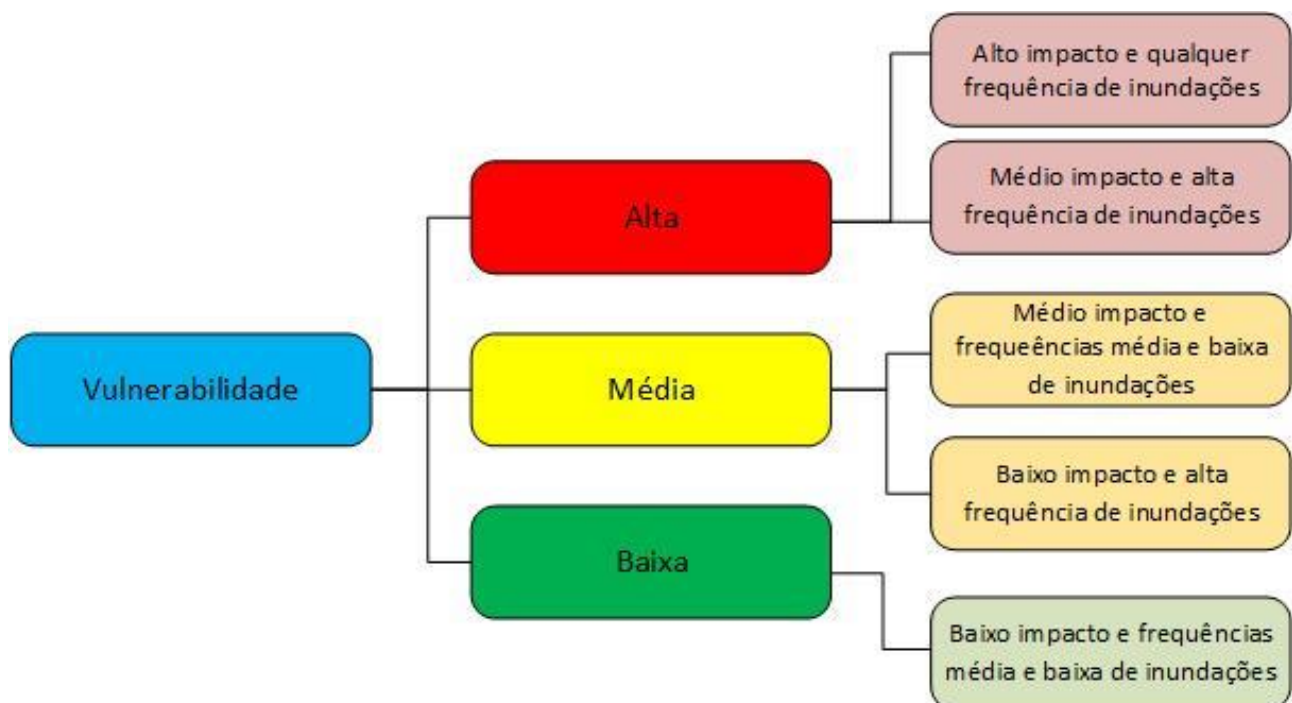 Vulnerabilidade
Alta
Alto impacto e qualquer
frequência de inundações
Médio impacto e alta
frequência de inundações
Média
Médio impacto e
frequeências média e baixa
de inundações
Baixo impacto e alta
frequência de inundações
Baixa
Baixo impacto e frequências
média e baixa de inundações